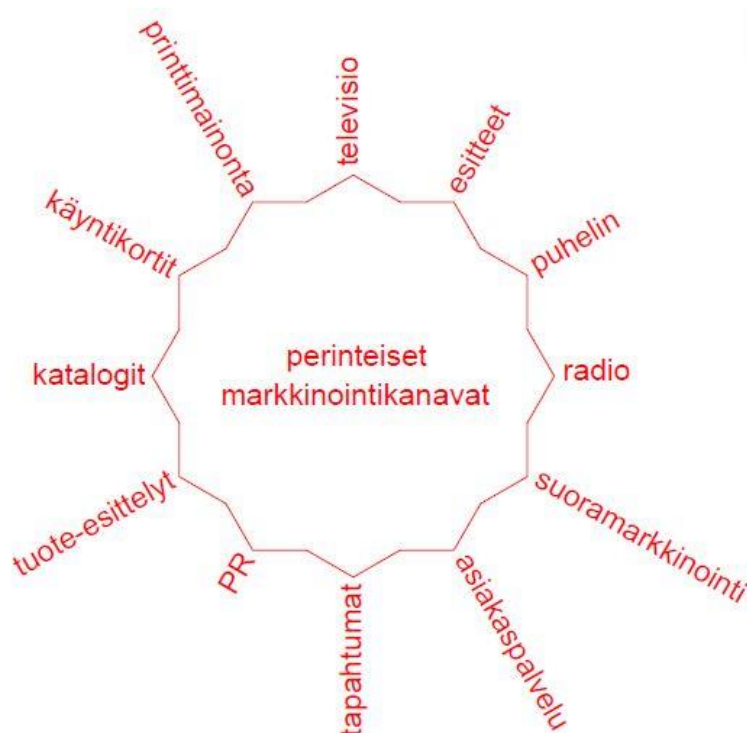 perinteiset
markkinointikanavat
televisio
esitteet
puhelin
radio
suoramarkkinointi
asiakaspalvelu
tapahtumat
PR
tuote-esittelyt
katalogit
käyntikortit
printtimainonta